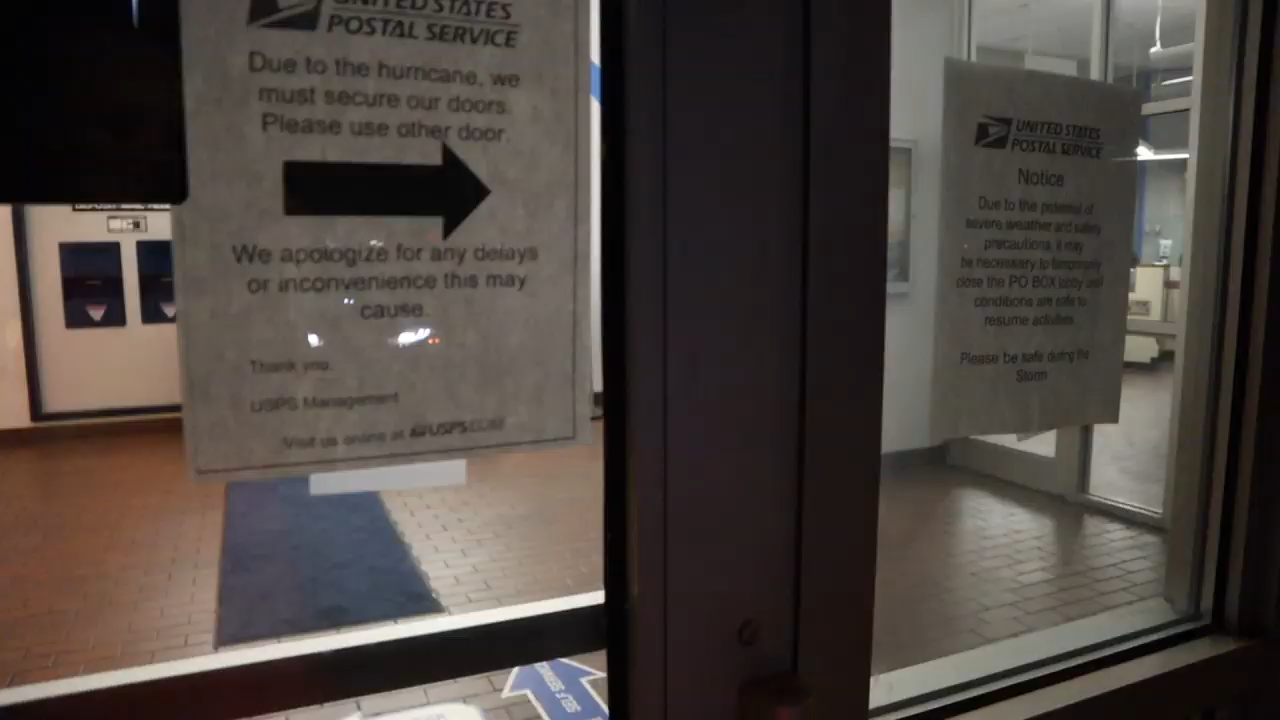 UNITED STATES
POSTAL SERVICE
Due to the hurricane, we
must secure our doors.
Please use other door.
We apologize for any delays
or inconvenience this may
cause.
Thank you,
USPS Management
Visit us online at USPS.COM
UNITED STATES
POSTAL SERVICE
Notice
Due to the potential of
severe weather and safety
precautions, it may
be necessary to temporarily
close the PO BOX lobby until
conditions are safe to
resume activities.
Please be safe during the
Storm
SELF SERVICE